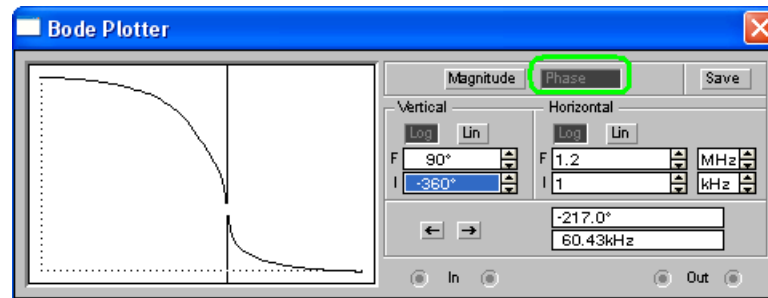 Bode Plotter
Magnitude Phase Save
Vertical Horizontal
Log Lin Log Lin
F 90° F 1.2 MHz
I -360° I 1 kHz
← → -217.0°
60.43kHz
In Out